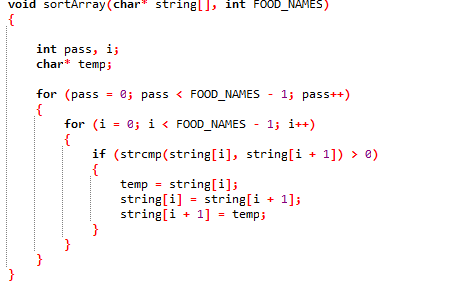 void sortArray(char* string[], int FOOD_NAMES)
{
int pass, i;
char* temp;
for (pass = 0; pass < FOOD_NAMES - 1; pass++)
{
for (i = 0; i < FOOD_NAMES - 1; i++)
{
if (strcmp(string[i], string[i + 1]) > 0)
{
temp = string[i];
string[i] = string[i + 1];
string[i + 1] = temp;
}
}
}
}